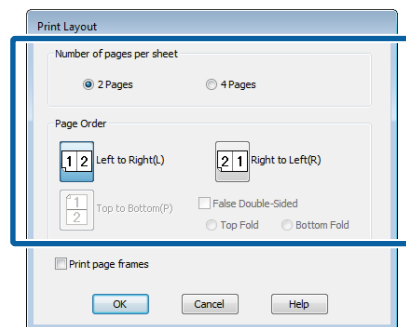 Print Layout
Number of pages per sheet
2 Pages 4 Pages
Page Order
1 2 Left to Right(L) 2 1 Right to Left(R)
1
2
Top to Bottom(P)
False Double-Sided
Top Fold Bottom Fold
Print page frames
OK Cancel Help